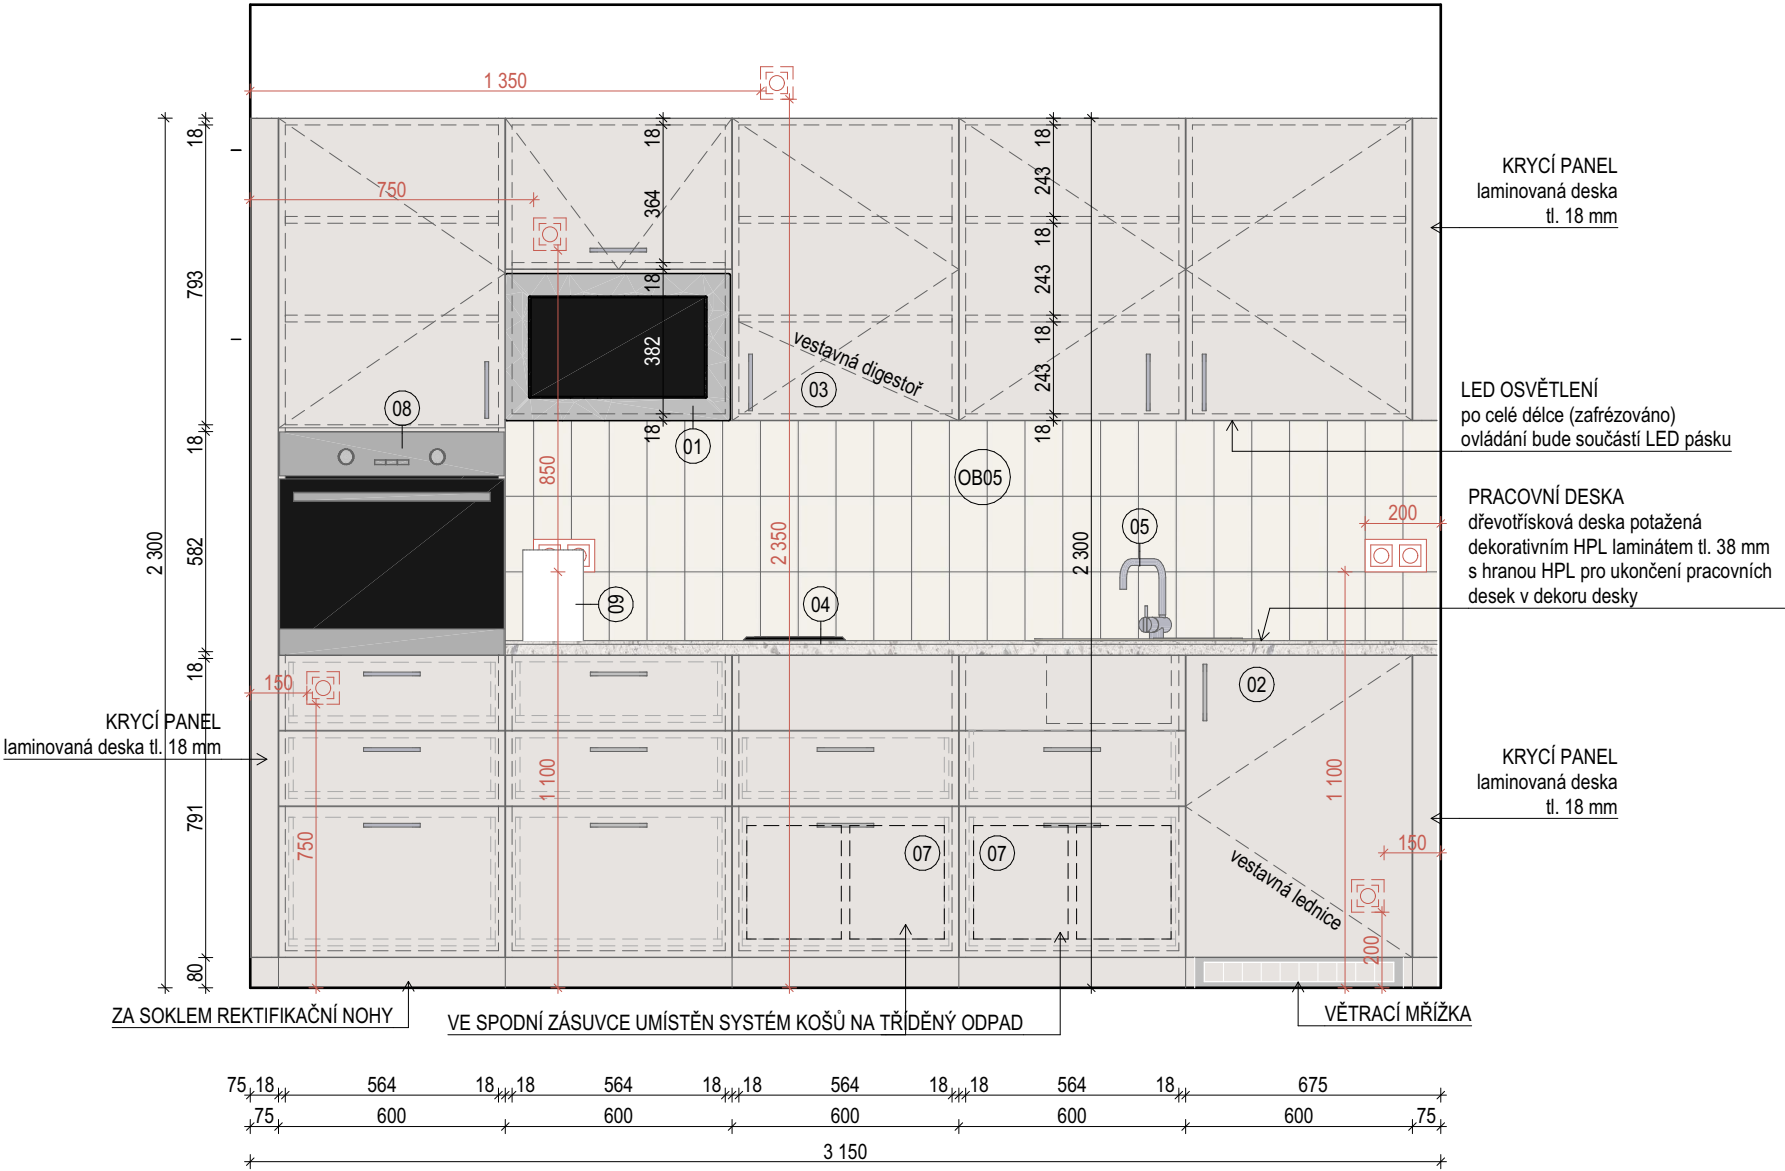 1 350
18
18
18
KRYCÍ PANEL
laminovaná deska
tl. 18 mm
750
364
243
18
793
18
243
382
18
vestavná digestoř
03
243
08
LED OSVĚTLENÍ
po celé délce (zafrézováno)
ovládání bude součástí LED pásku
18
18
01
18
850
OB05
PRACOVNÍ DESKA
dřevotřísková deska potažená
dekorativním HPL laminátem tl. 38 mm
s hranou HPL pro ukončení pracovních
desek v dekoru desky
200
2 300
582
2 350
2 300
05
09
04
18
150
02
KRYCÍ PANEL
laminovaná deska tl. 18 mm
KRYCÍ PANEL
laminovaná deska
tl. 18 mm
1 100
1 100
791
750
07
07
150
vestavná lednice
200
80
ZA SOKLEM REKTIFIKAČNÍ NOHY
VE SPODNÍ ZÁSUVCE UMÍSTĚN SYSTÉM KOŠŮ NA TŘÍDĚNÝ ODPAD
VĚTRACÍ MŘÍŽKA
75 18 564 18 18 564 18 18 564 18 18 564 18 675
75 600 600 600 600 600 75
3 150